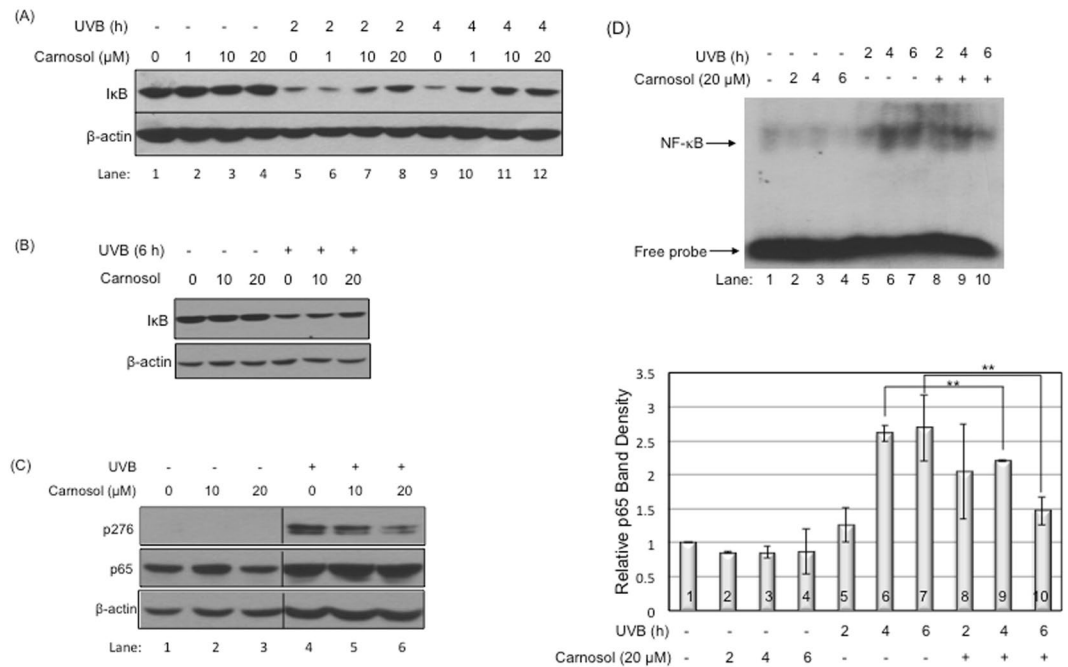 (A)
UVB (h) - - - - 2 2 2 2 4 4 4 4
Carnosol (μM) 0 1 10 20 0 1 10 20 0 1 10 20
IκB
β-actin
Lane: 1 2 3 4 5 6 7 8 9 10 11 12
(B)
UVB (6 h) - - - + + +
Carnosol 0 10 20 0 10 20
IκB
β-actin
(C)
UVB - - - + + +
Carnosol (μM) 0 10 20 0 10 20
p276
p65
β-actin
Lane: 1 2 3 4 5 6
(D)
UVB (h) - - - - 2 4 6 2 4 6
Carnosol (20 μM) - 2 4 6 - - - + + +
NF-κB
Free probe
Lane: 1 2 3 4 5 6 7 8 9 10
Relative p65 Band Density
3.5
3
2.5
2
1.5
1
0.5
0
**
**
1 2 3 4 5 6 7 8 9 10
UVB (h) - - - - 2 4 6 2 4 6
Carnosol (20 μM) - 2 4 6 - - - + + +